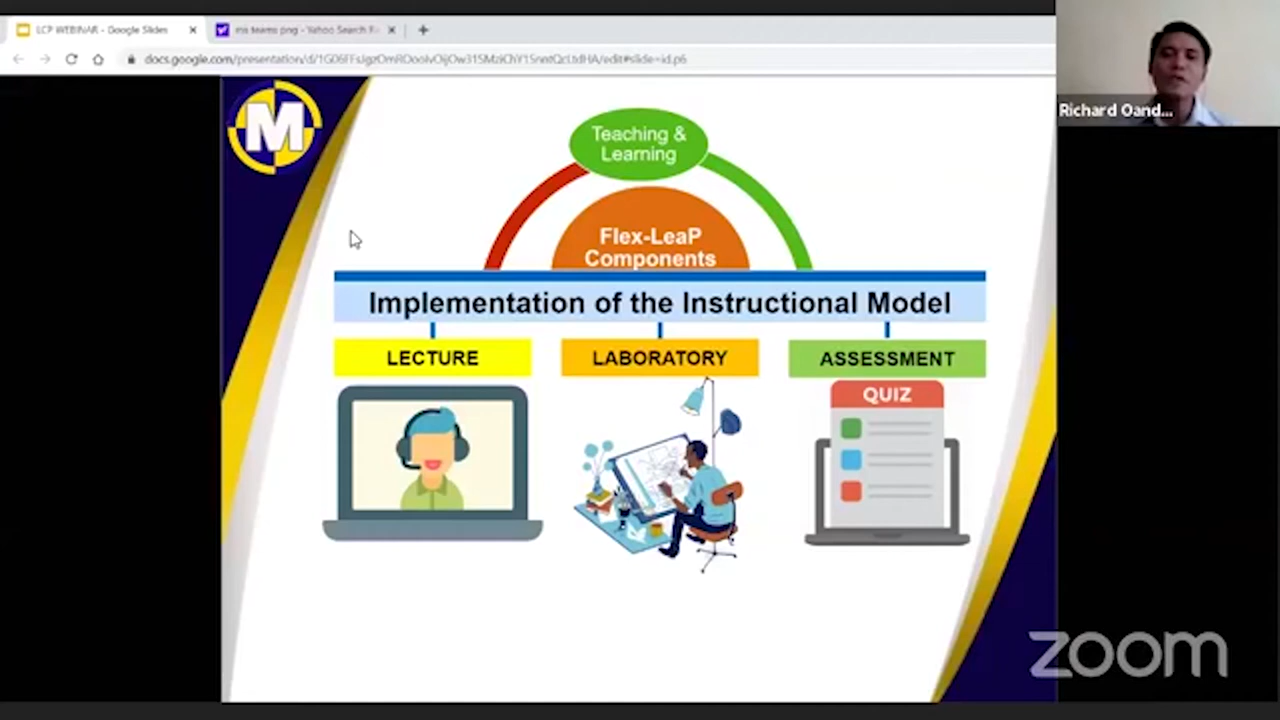 LCP WEBINAR - Google Slides
ms teams png - Yahoo Search R
Richard Oand...
M
Teaching &
Learning
Flex-LeaP
Components
Implementation of the Instructional Model
LECTURE
LABORATORY
ASSESSMENT
QUIZ
zoom